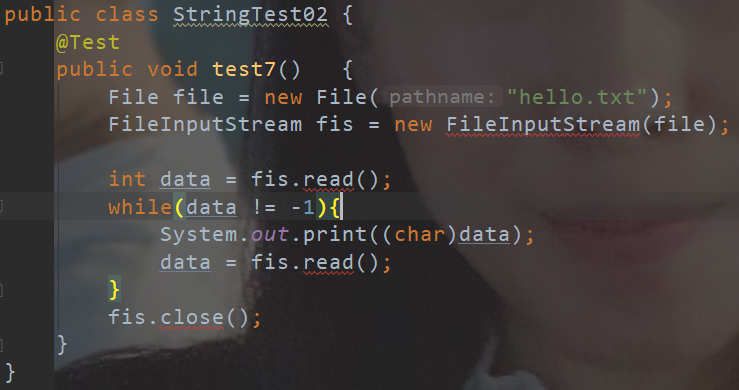 public class StringTest02 {
@Test
public void test7() {
File file = new File( pathname: "hello.txt");
FileInputStream fis = new FileInputStream(file);
int data = fis.read();
while(data != -1){
System.out.print((char)data);
data = fis.read();
}
fis.close();
}
}